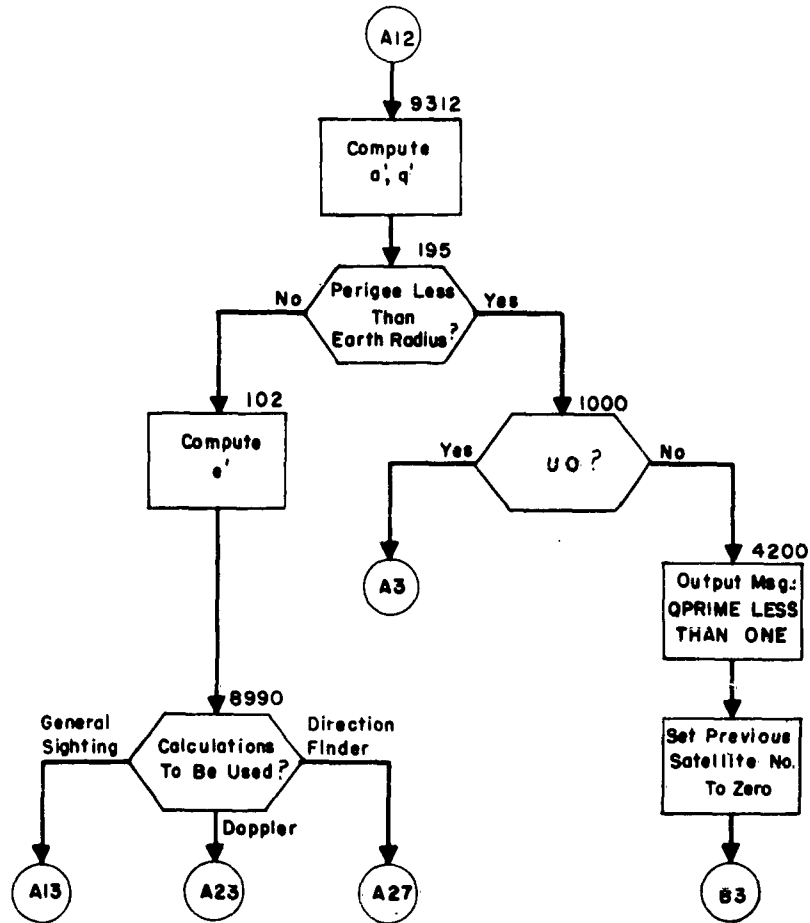 A12
9312
Compute
a', q'
195
No
Perigee Less
Than
Earth Radius?
Yes
102
Compute
e'
1000
Yes
UO?
No
A3
4200
Output Msg.:
QPRIME LESS
THAN ONE
8990
General
Sighting
Calculations
To Be Used?
Direction
Finder
Doppler
Set Previous
Satellite No.
To Zero
A13
A23
A27
B3